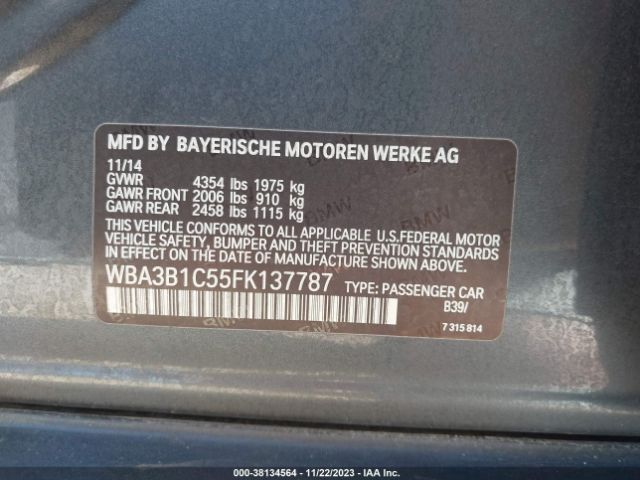 MFD BY BAYERISCHE MOTOREN WERKE AG
11/14
GVWR 4354 lbs 1975 kg
GAWR FRONT 2006 lbs 910 kg
GAWR REAR 2458 lbs 1115 kg
THIS VEHICLE CONFORMS TO ALL APPLICABLE U.S.FEDERAL MOTOR
VEHICLE SAFETY, BUMPER AND THEFT PREVENTION STANDARDS
IN EFFECT ON THE DATE OF MANUFACTURE SHOWN ABOVE.
WBA3B1C55FK137787 TYPE: PASSENGER CAR
B39/
7 315 814
000-38134564 - 11/22/2023 - IAA Inc.